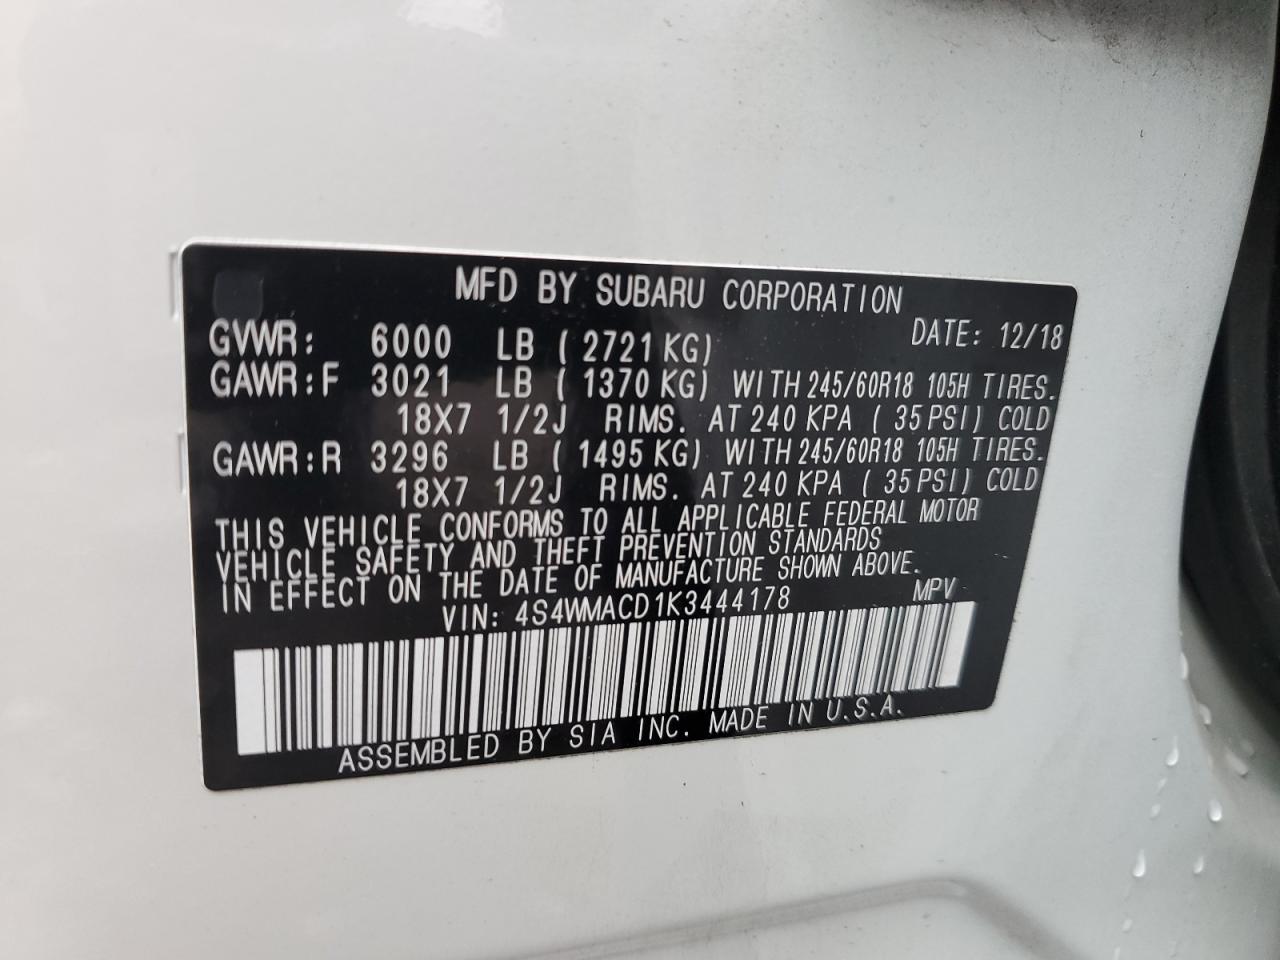 MFD BY SUBARU CORPORATION
DATE: 12/18
GVWR: 6000 LB ( 2721 KG)
GAWR:F 3021 LB ( 1370 KG) WITH 245/60R18 105H TIRES.
18X7 1/2J RIMS. AT 240 KPA ( 35 PSI) COLD
GAWR:R 3296 LB ( 1495 KG) WITH 245/60R18 105H TIRES.
18X7 1/2J RIMS. AT 240 KPA ( 35 PSI) COLD
THIS VEHICLE CONFORMS TO ALL APPLICABLE FEDERAL MOTOR
VEHICLE SAFETY AND THEFT PREVENTION STANDARDS
IN EFFECT ON THE DATE OF MANUFACTURE SHOWN ABOVE.
VIN: 4S4WMACD1K3444178 MPV
ASSEMBLED BY SIA INC. MADE IN U.S.A.